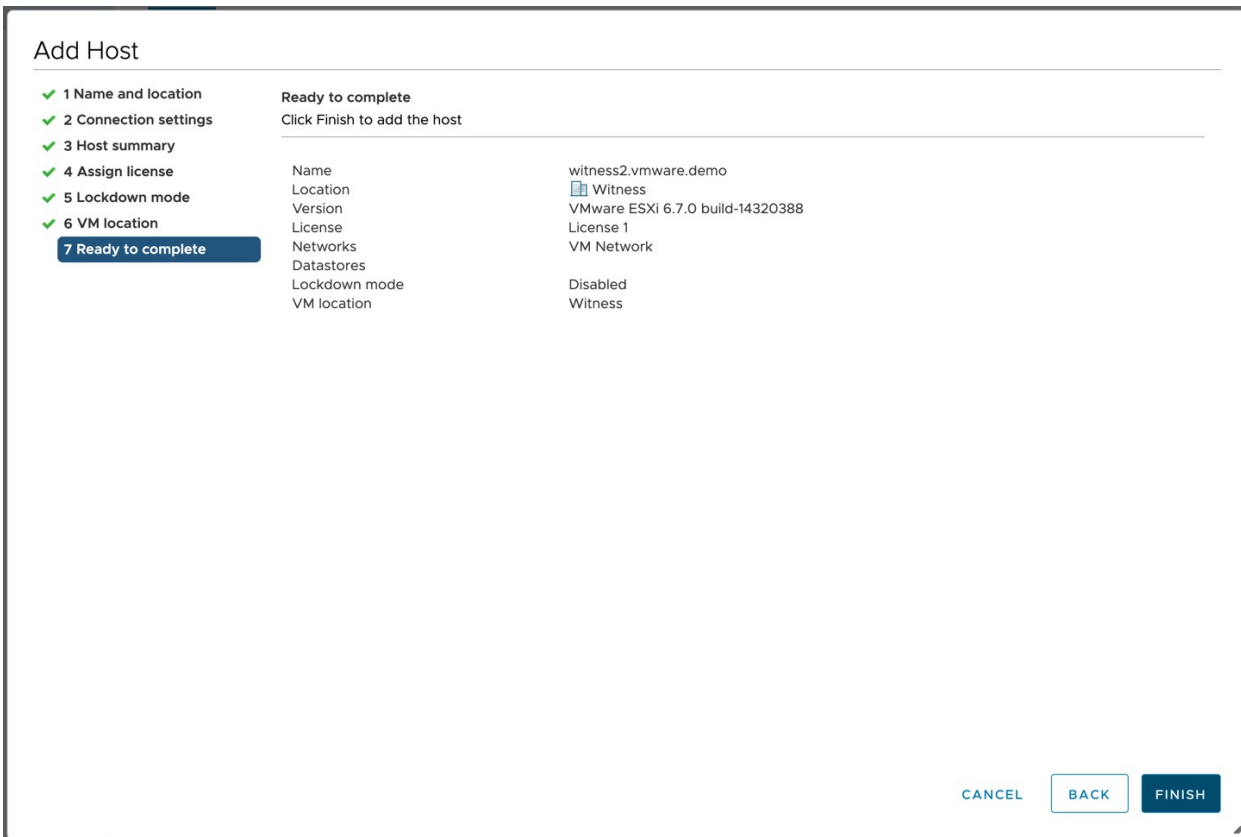 Add Host
1 Name and location
2 Connection settings
3 Host summary
4 Assign license
5 Lockdown mode
6 VM location
7 Ready to complete
Ready to complete
Click Finish to add the host
Name witness2.vmware.demo
Location Witness
Version VMware ESXi 6.7.0 build-14320388
License License 1
Networks VM Network
Datastores
Lockdown mode Disabled
VM location Witness
CANCEL BACK FINISH